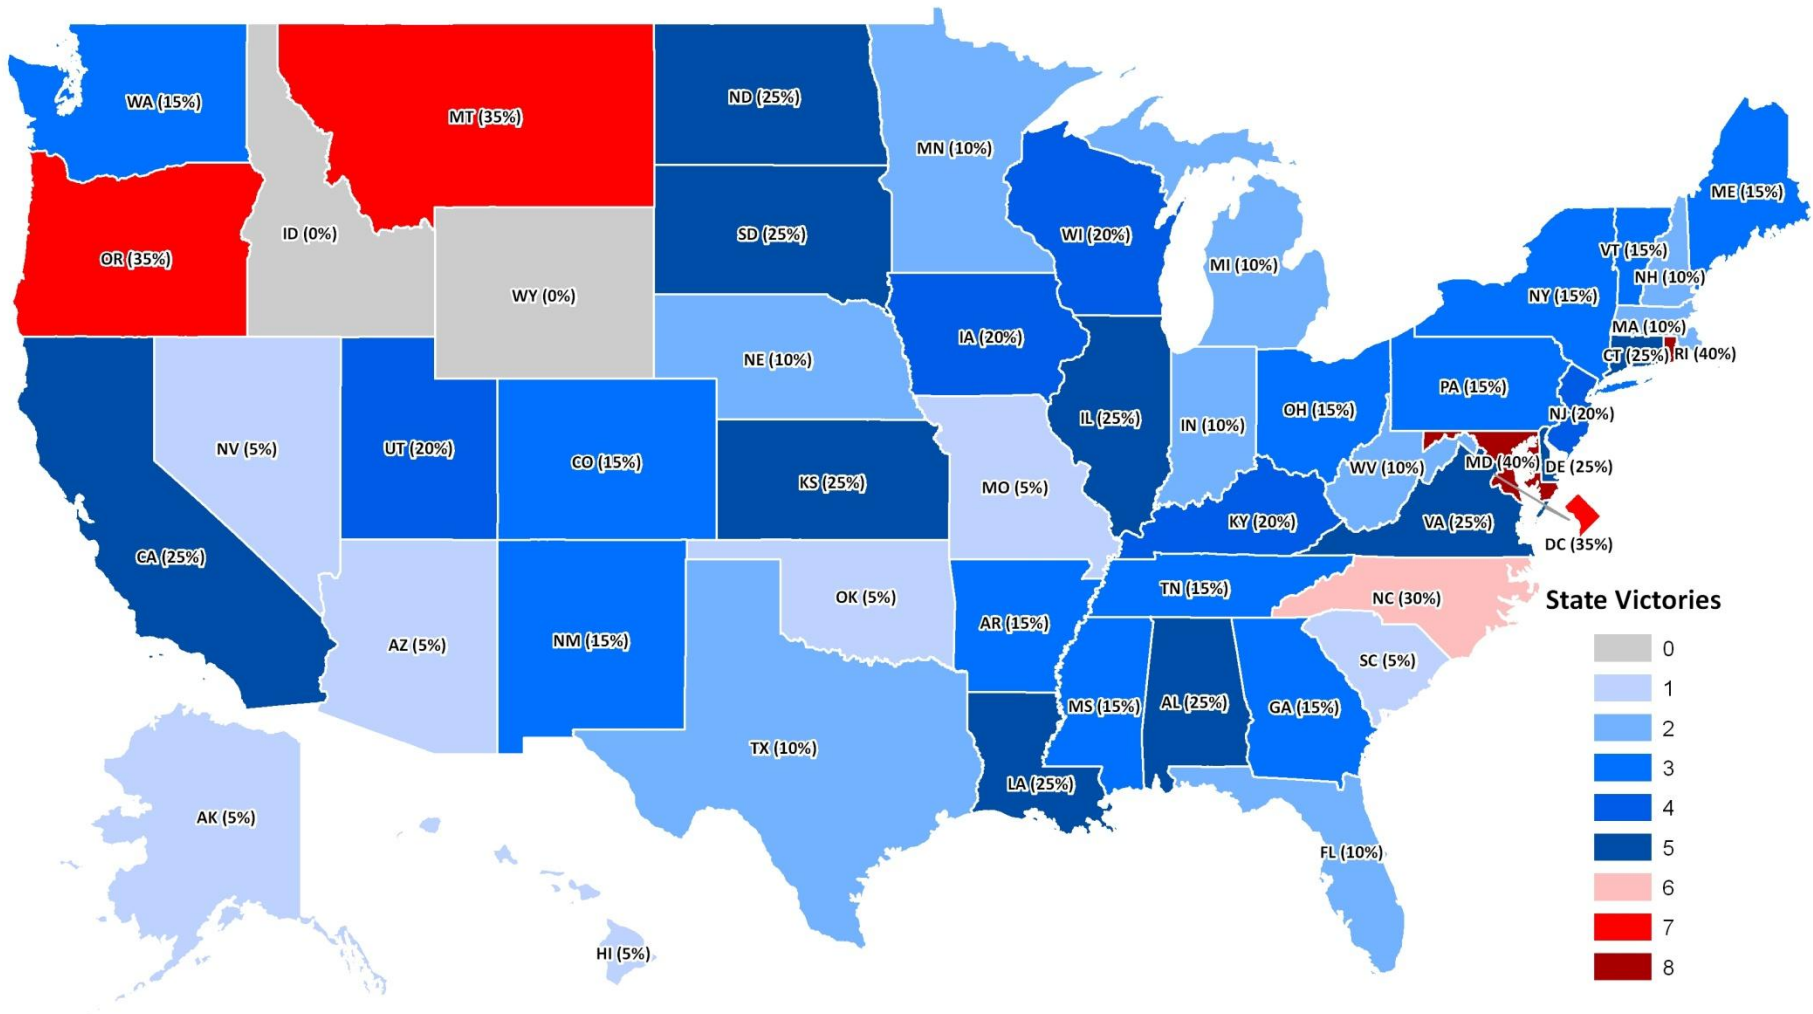 WA (15%)
MT (35%)
ND (25%)
MN (10%)
ME (15%)
ID (0%)
SD (25%)
WI (20%)
OR (35%)
VT (15%)
MI (10%)
NH (10%)
WY (0%)
NY (15%)
MA (10%)
IA (20%)
CT (25%)
RI (40%)
NE (10%)
PA (15%)
OH (15%)
NJ (20%)
IL (25%)
IN (10%)
NV (5%)
UT (20%)
CO (15%)
MD (40%)
DE (25%)
WV (10%)
KS (25%)
MO (5%)
KY (20%)
VA (25%)
DC (35%)
CA (25%)
TN (15%)
OK (5%)
NC (30%)
State Victories
AR (15%)
NM (15%)
AZ (5%)
SC (5%)
0
1
MS (15%)
AL (25%)
GA (15%)
2
TX (10%)
3
LA (25%)
4
AK (5%)
5
FL (10%)
6
7
HI (5%)
8